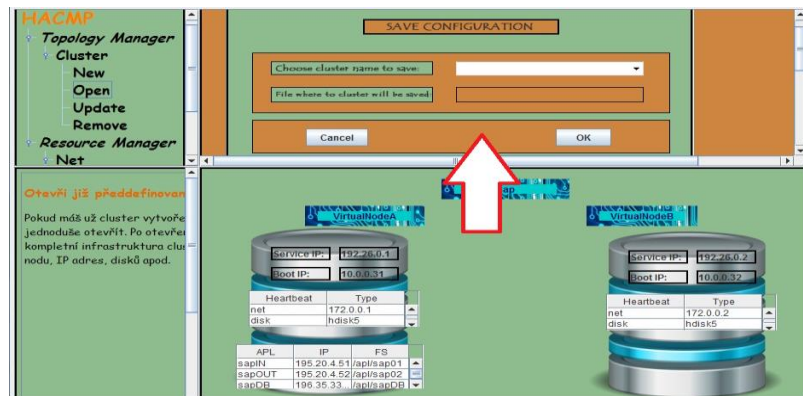 HACMP
Topology Manager
Cluster
New
Open
Update
Remove
Resource Manager
Net
SAVE CONFIGURATION
Choose cluster name to save:
File where to cluster will be saved:
Cancel
OK
Otevři již předdefinovan
Pokud máš už cluster vytvoře
jednoduše otevřít. Po otevřen
kompletní infrastruktura clu
nodu, IP adres, disků apod.
VirtualNodeA
Service IP: 192.26.0.1
Boot IP: 10.0.0.31
Heartbeat Type
net 172.0.0.1
disk hdisk5
APL IP FS
sapIN 195.20.4.51 /apl/sap01
sapOUT 195.20.4.52 /apl/sap02
sapDB 196.35.33... /apl/sapDB
VirtualNodeB
Service IP: 192.26.0.2
Boot IP: 10.0.0.32
Heartbeat Type
net 172.0.0.2
disk hdisk5